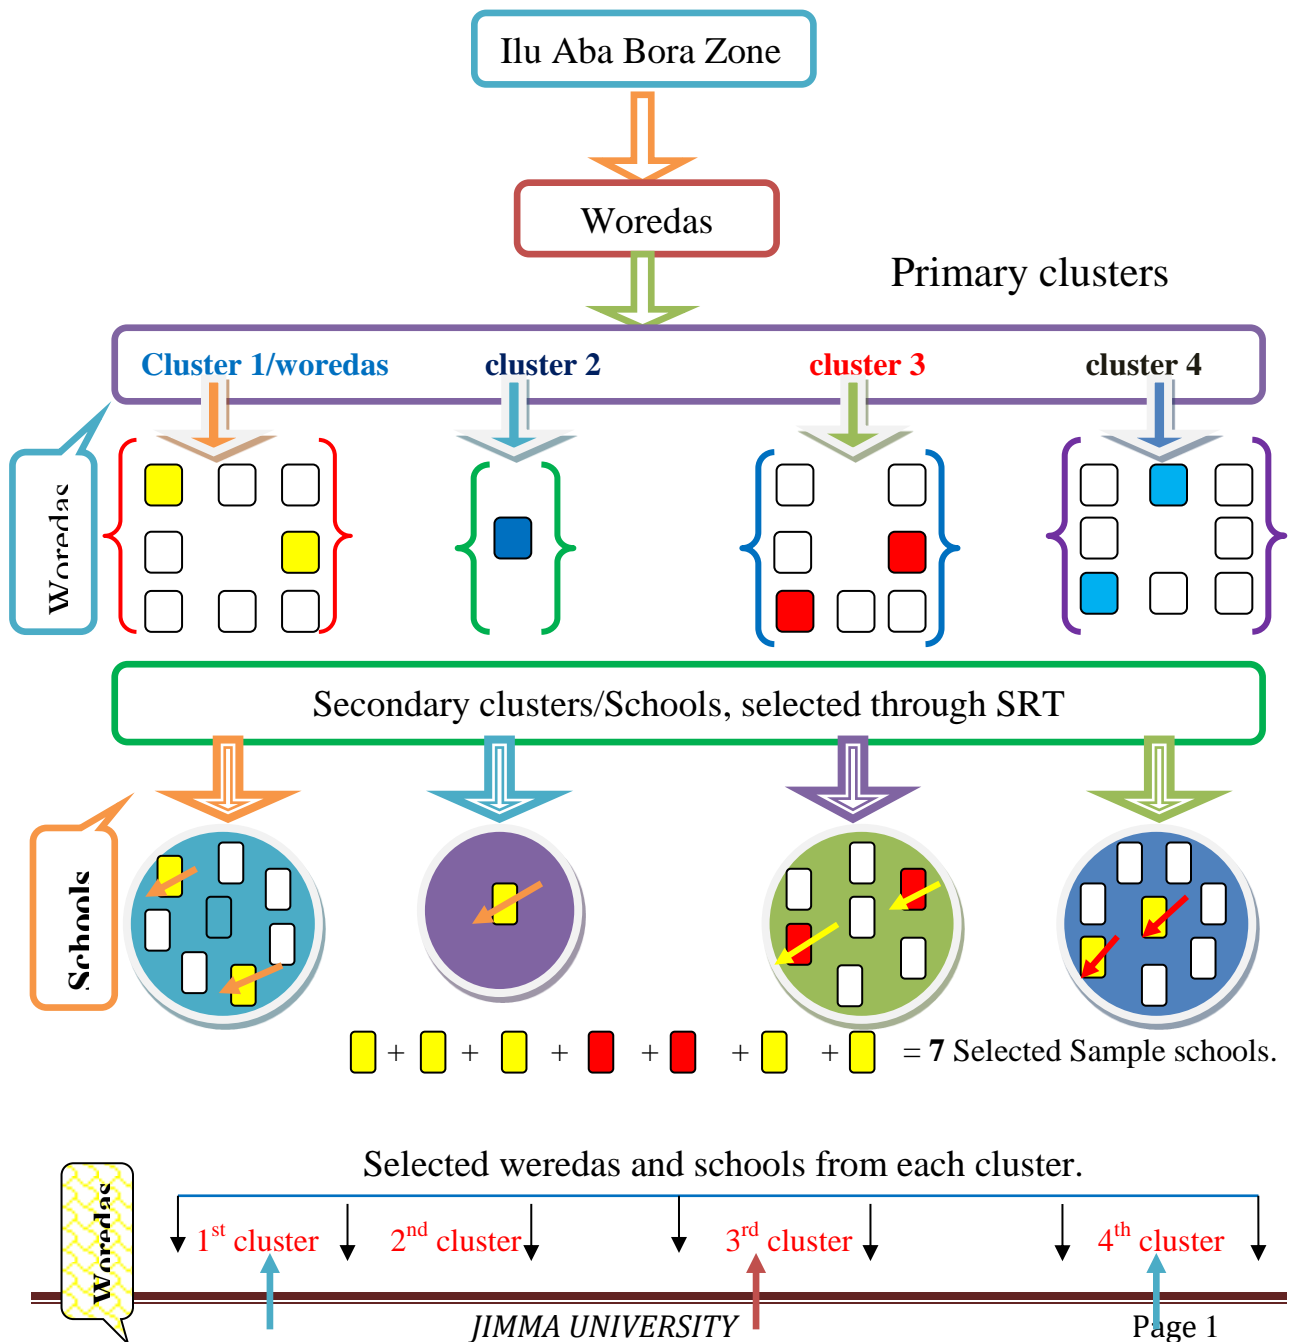 Ilu Aba Bora Zone
Woredas
Primary clusters
Cluster 1/woredas cluster 2 cluster 3 cluster 4
Woredas
Secondary clusters/Schools, selected through SRT
Schools
+ + + + + + = 7 Selected Sample schools.
Selected weredas and schools from each cluster.
Woredas
1st cluster 2nd cluster 3rd cluster 4th cluster
JIMMA UNIVERSITY Page 1